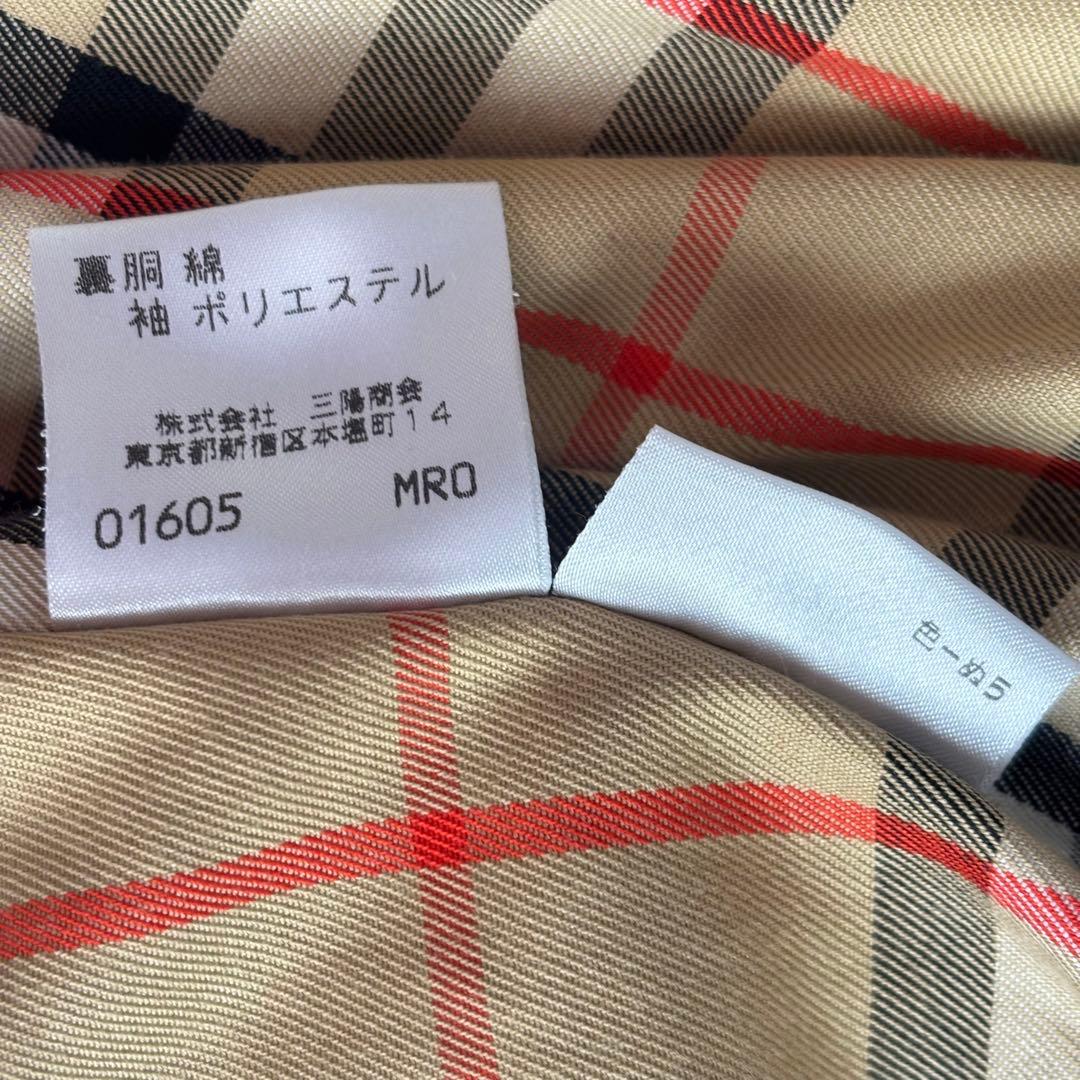 裏胴 綿
袖 ポリエステル
株式会社 三陽商会
東京都新宿区本塩町14
01605 MRO
色ーぬ5